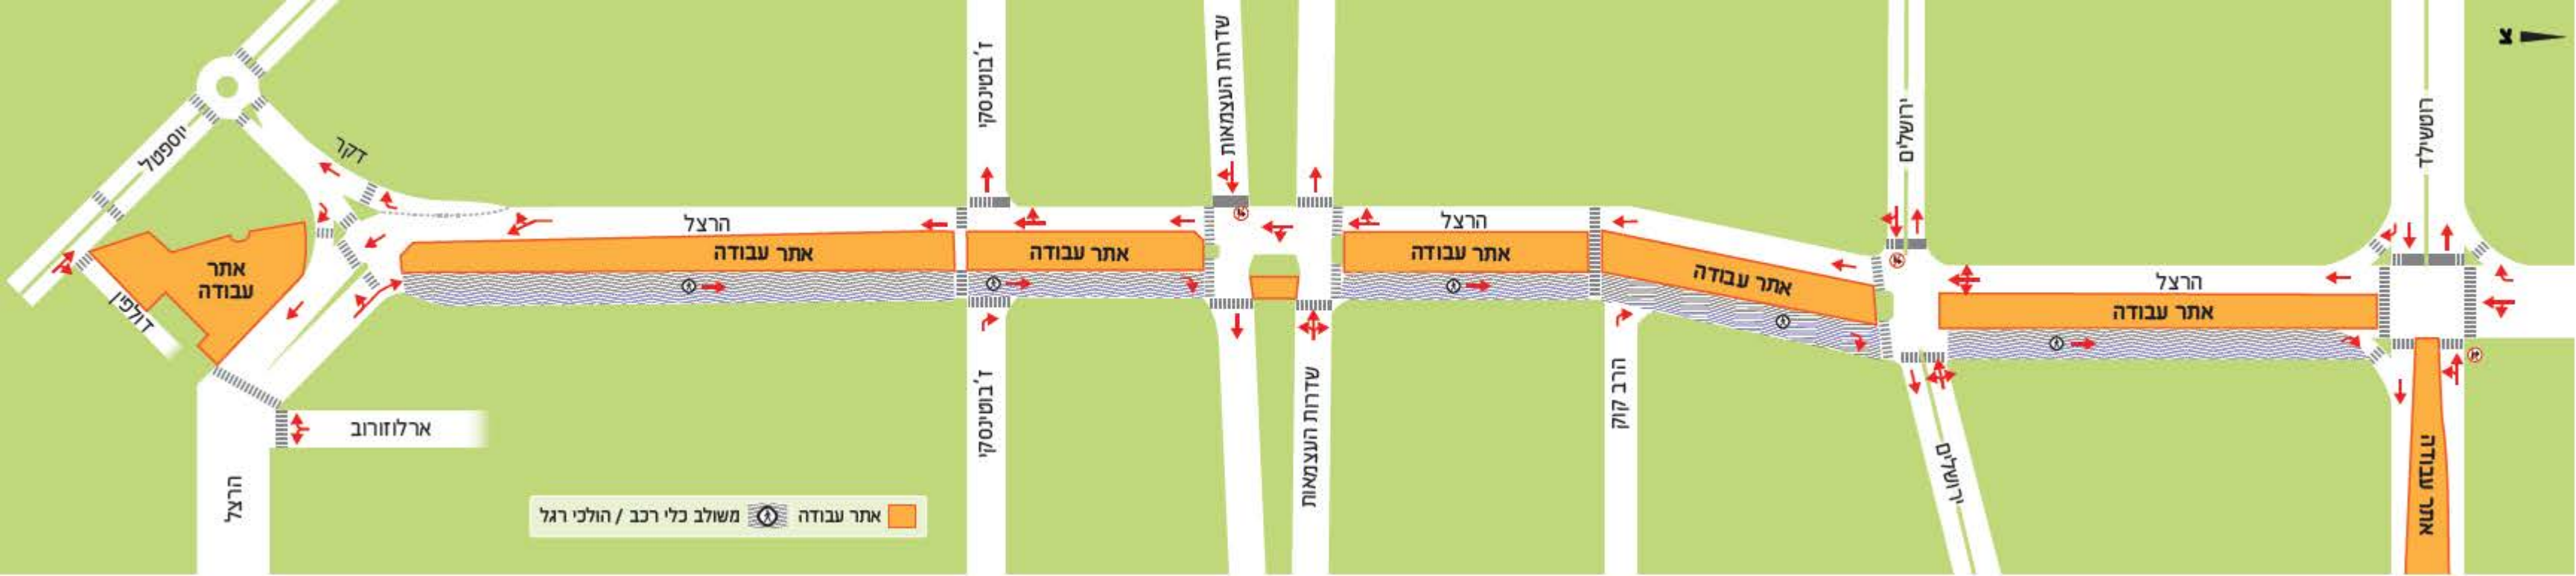 צ
רוטשילד
ירושלים
שדרות העצמאות
ז'בוטינסקי
דקר
יוספטל
הרצל
הרצל
הרצל
אתר עבודה
אתר עבודה
אתר עבודה
אתר עבודה
אתר עבודה
אתר
עבודה
דולפין
ארלוזורוב
הרצל
ז'בוטינסקי
שדרות העצמאות
הרב קוק
ירושלים
אתר עבודה
אתר עבודה
משולב כלי רכב / הולכי רגל